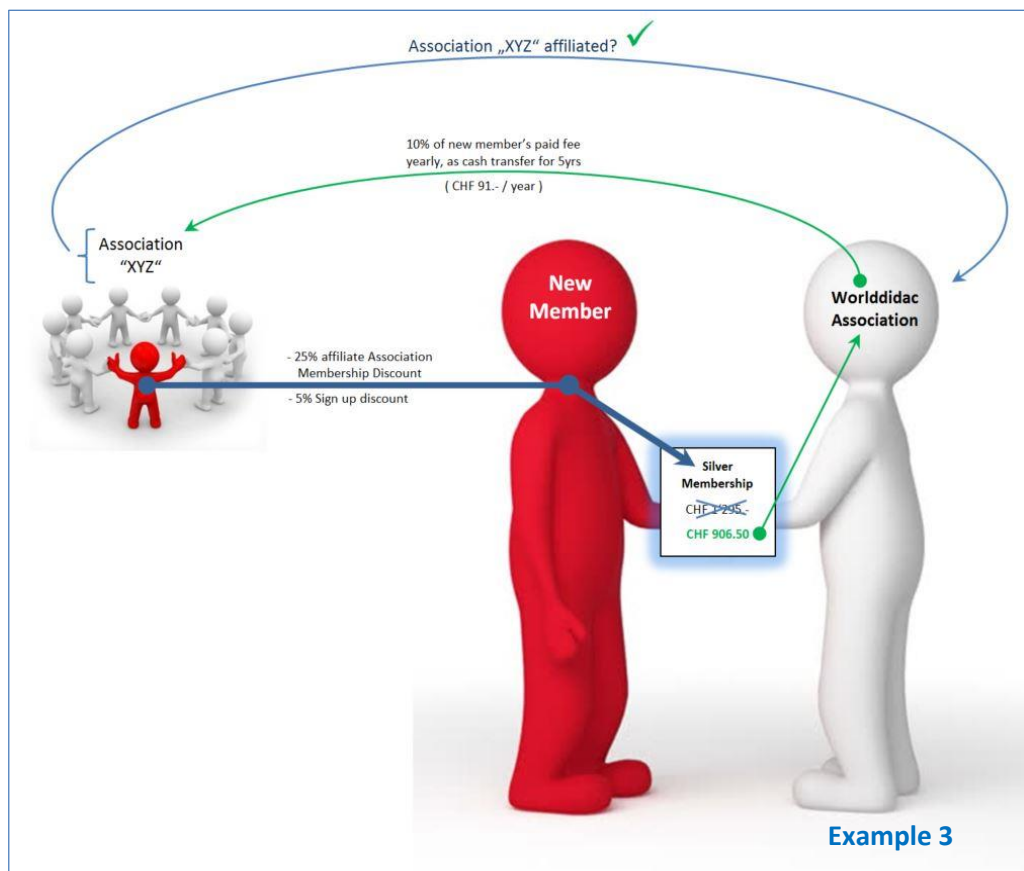 Association „XYZ“ affiliated?
10% of new member’s paid fee
yearly, as cash transfer for 5yrs
( CHF 91.- / year )
Association
“XYZ“
New
Member
Worlddidac
Association
- 25% affiliate Association
Membership Discount
- 5% Sign up discount
Silver
Membership
CHF 1‘295.-
CHF 906.50
Example 3